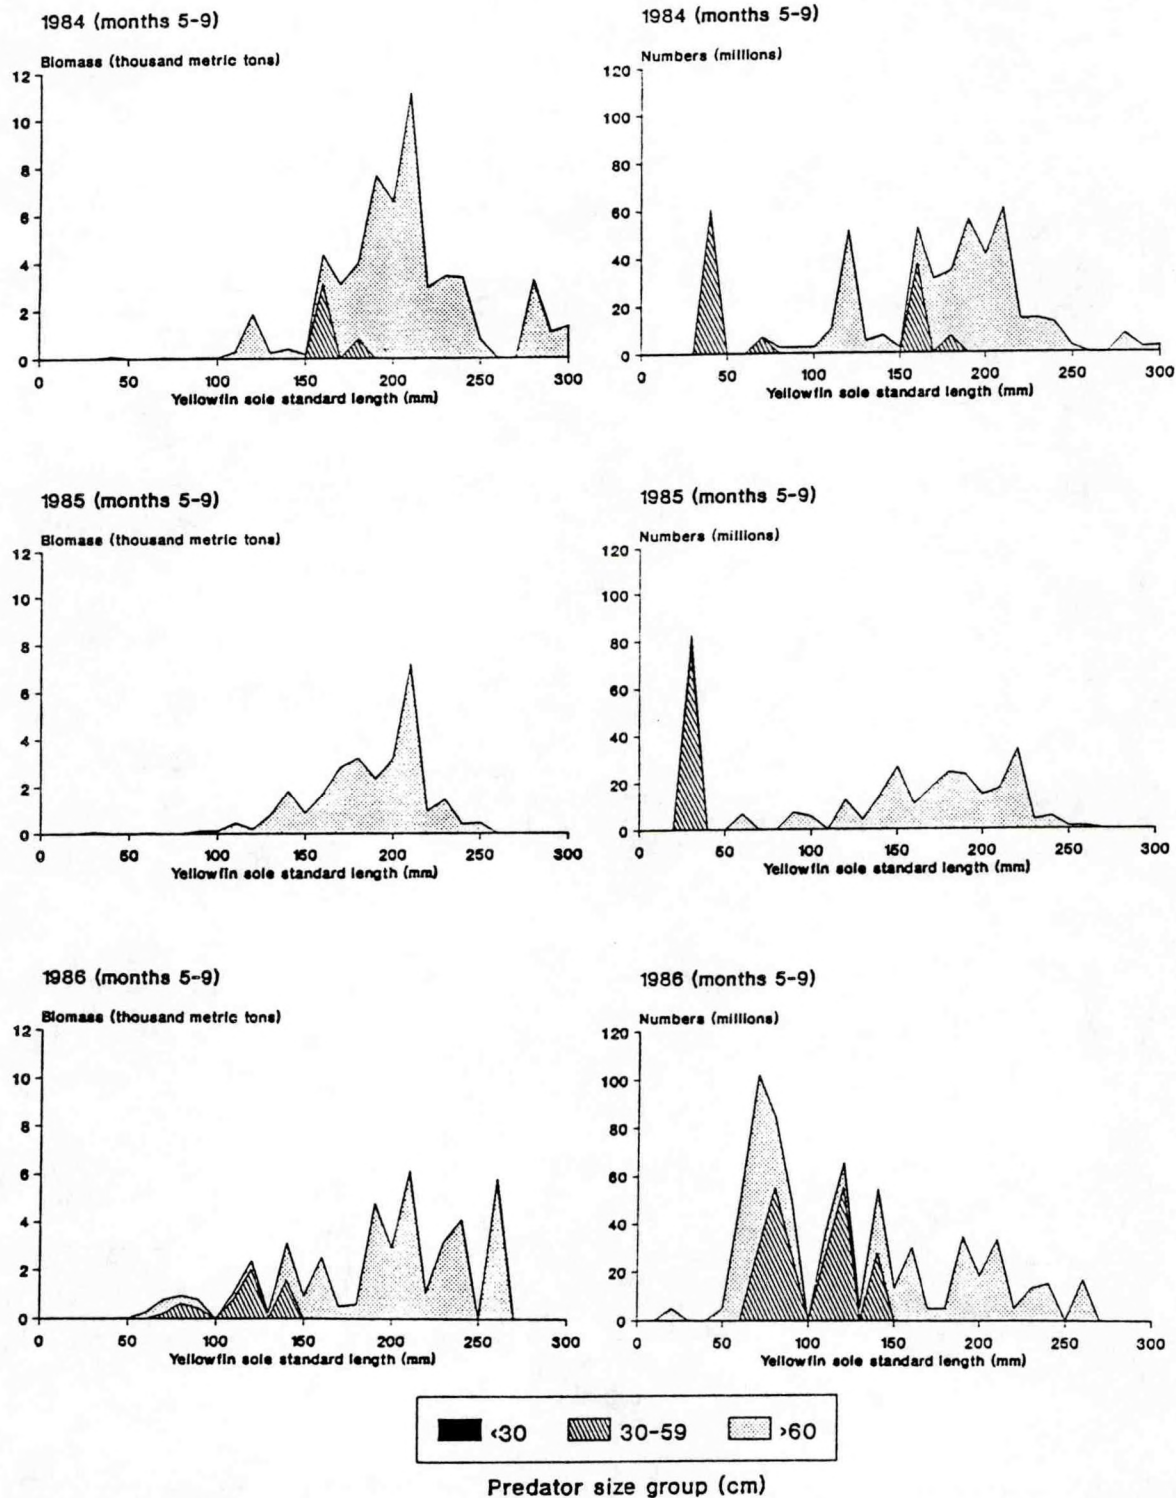 1984 (months 5-9)
Biomass (thousand metric tons)
12
10
8
6
4
2
0
0 50 100 150 200 250 300
Yellowfin sole standard length (mm)
1984 (months 5-9)
Numbers (millions)
120
100
80
60
40
20
0
0 50 100 150 200 250 300
Yellowfin sole standard length (mm)
1985 (months 5-9)
Biomass (thousand metric tons)
12
10
8
6
4
2
0
0 50 100 150 200 250 300
Yellowfin sole standard length (mm)
1985 (months 5-9)
Numbers (millions)
120
100
80
60
40
20
0
0 50 100 150 200 250 300
Yellowfin sole standard length (mm)
1986 (months 5-9)
Biomass (thousand metric tons)
12
10
8
6
4
2
0
0 50 100 150 200 250 300
Yellowfin sole standard length (mm)
1986 (months 5-9)
Numbers (millions)
120
100
80
60
40
20
0
0 50 100 150 200 250 300
Yellowfin sole standard length (mm)
<30 30-59 >60
Predator size group (cm)